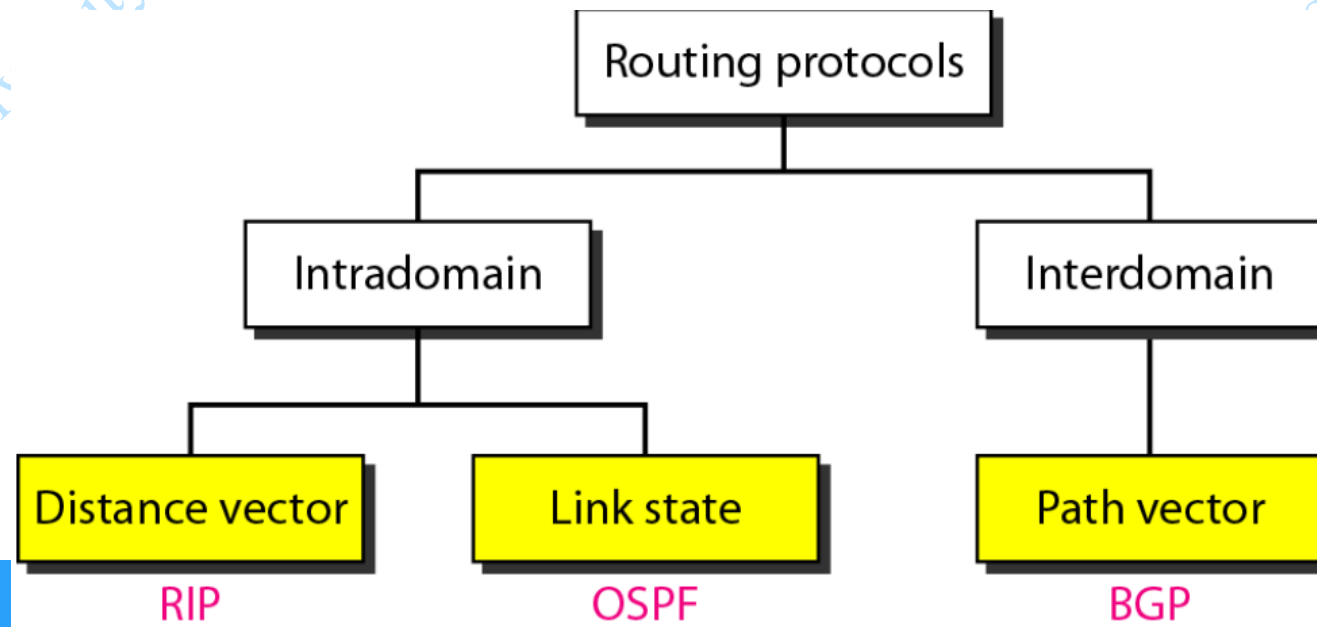 Routing protocols
Intradomain
Interdomain
Distance vector
Link state
Path vector
RIP
OSPF
BGP